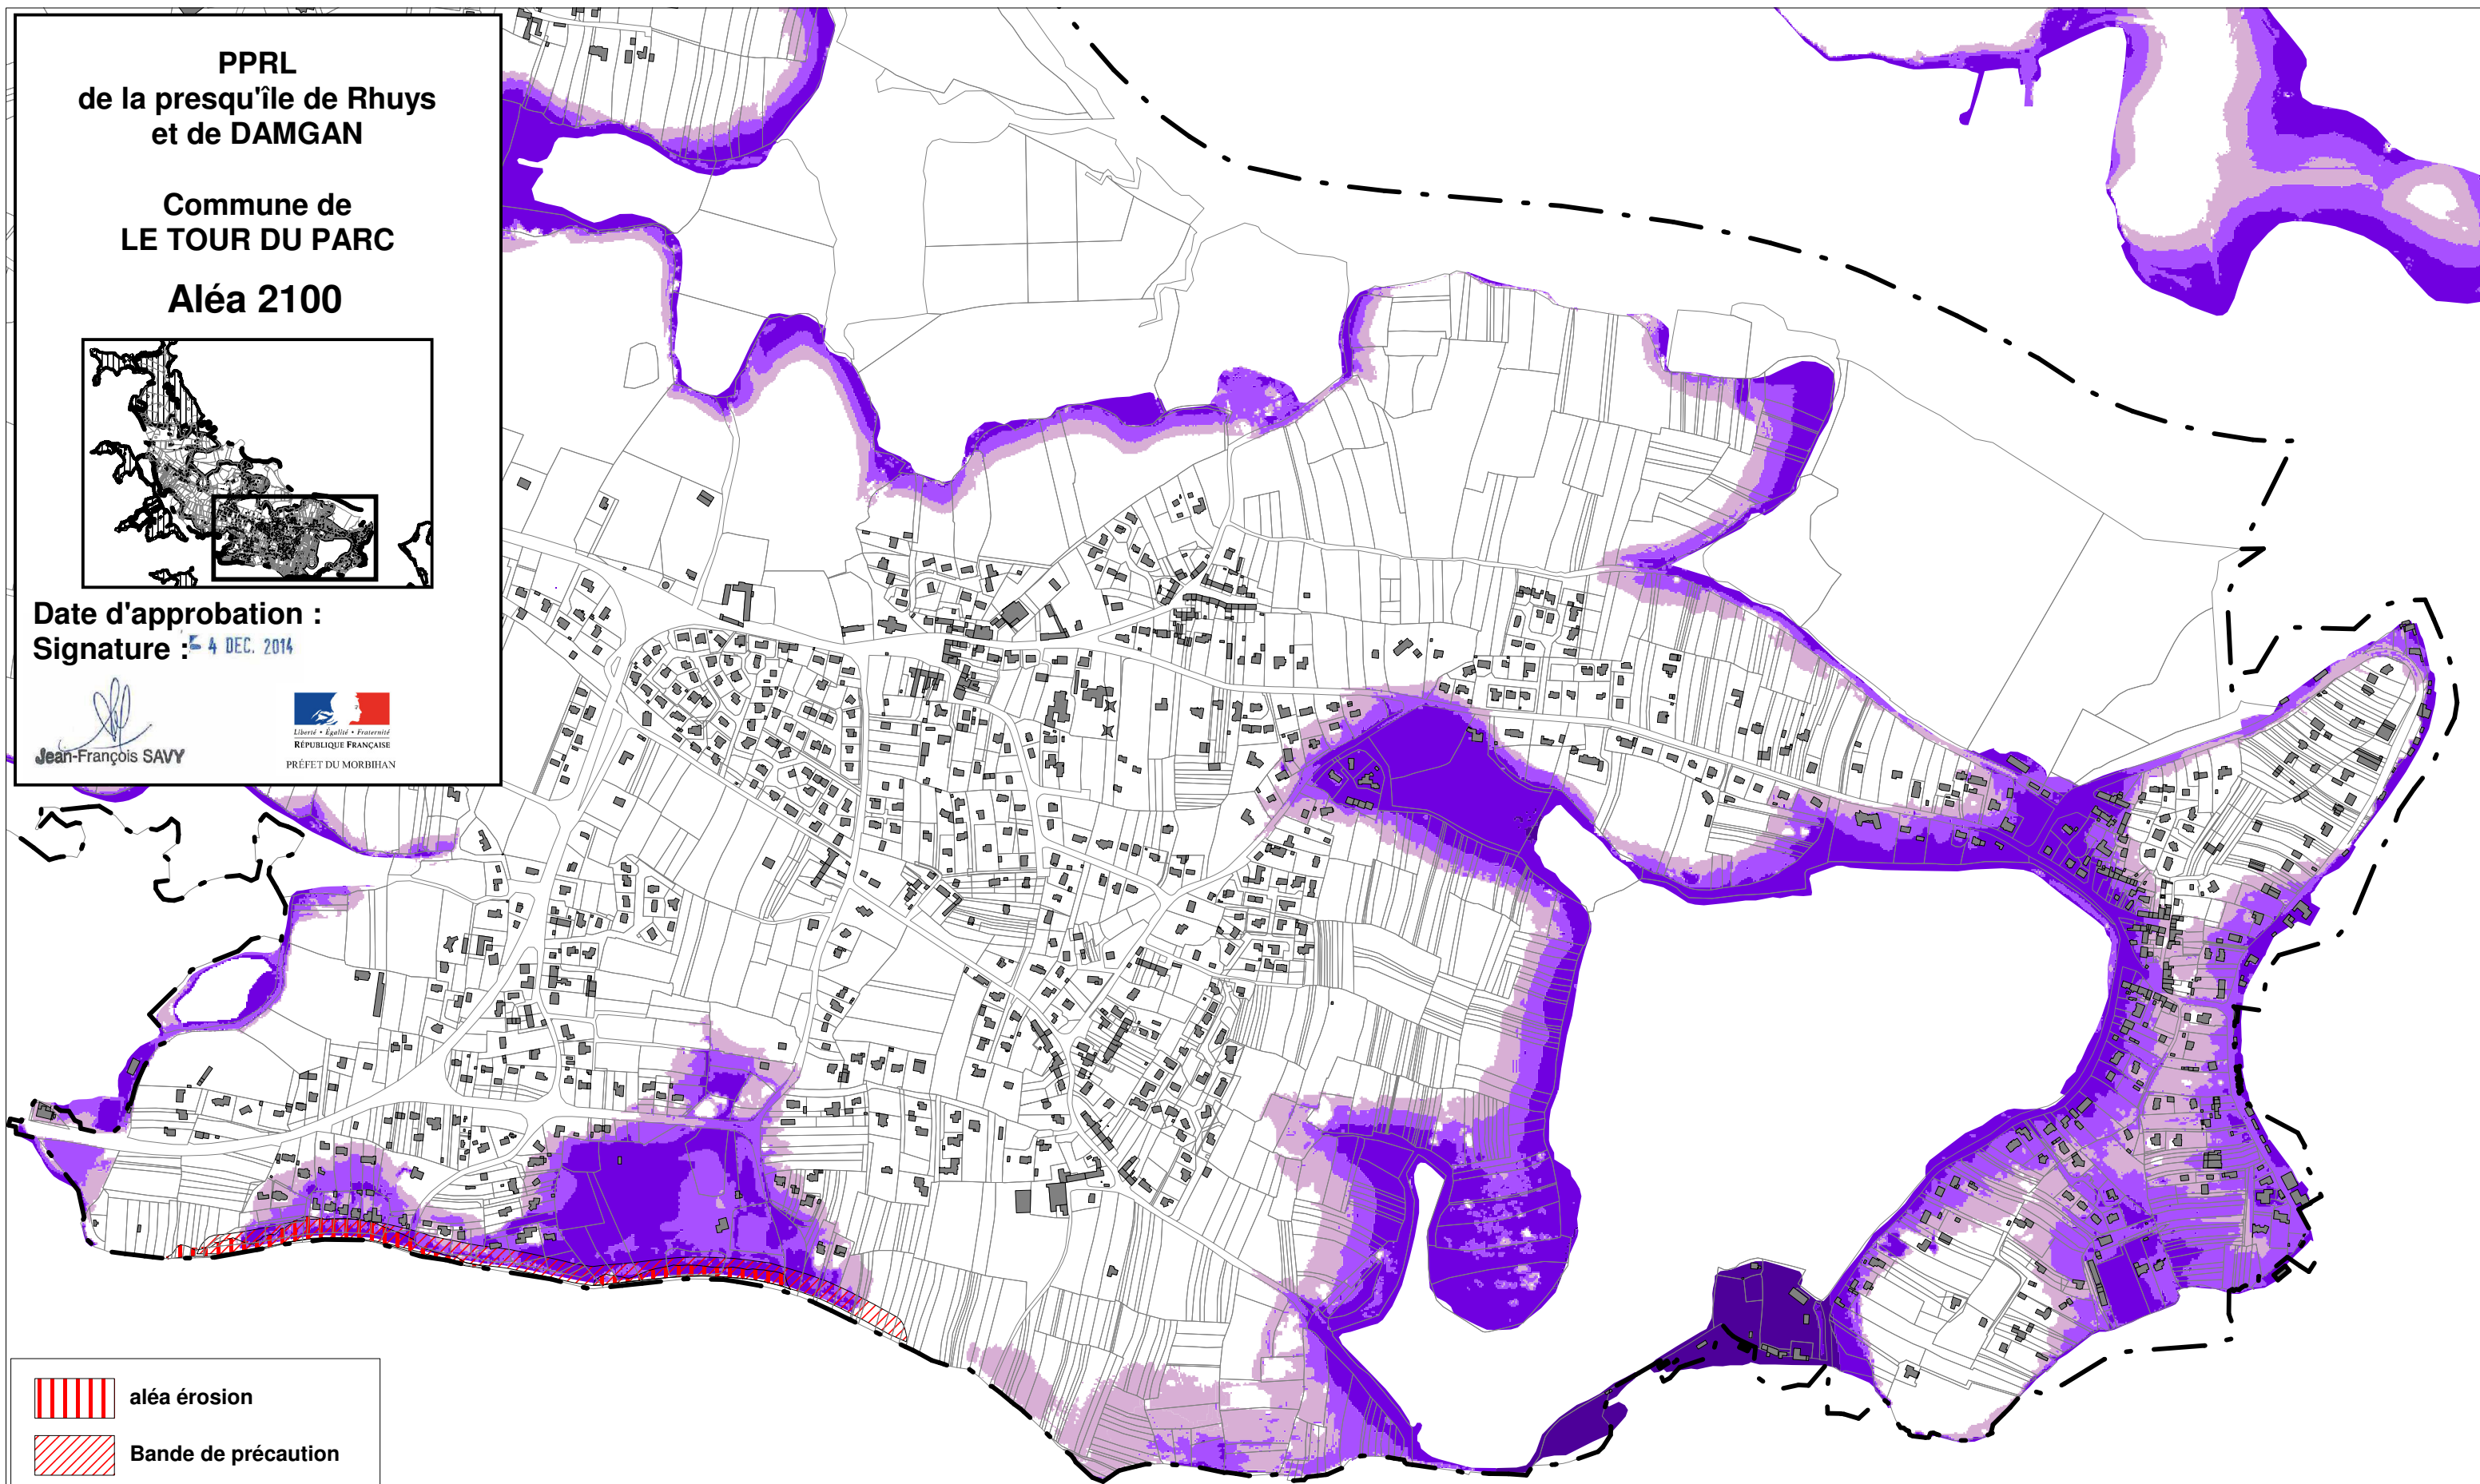 PPRL
de la presqu'île de Rhuys
et de DAMGAN
Commune de
LE TOUR DU PARC
Aléa 2100
Date d'approbation :
Signature :
- 4 DEC. 2014
Jean-François SAVY
Liberté • Égalité • Fraternité
RÉPUBLIQUE FRANÇAISE
PRÉFET DU MORBIHAN
aléa érosion
Bande de précaution